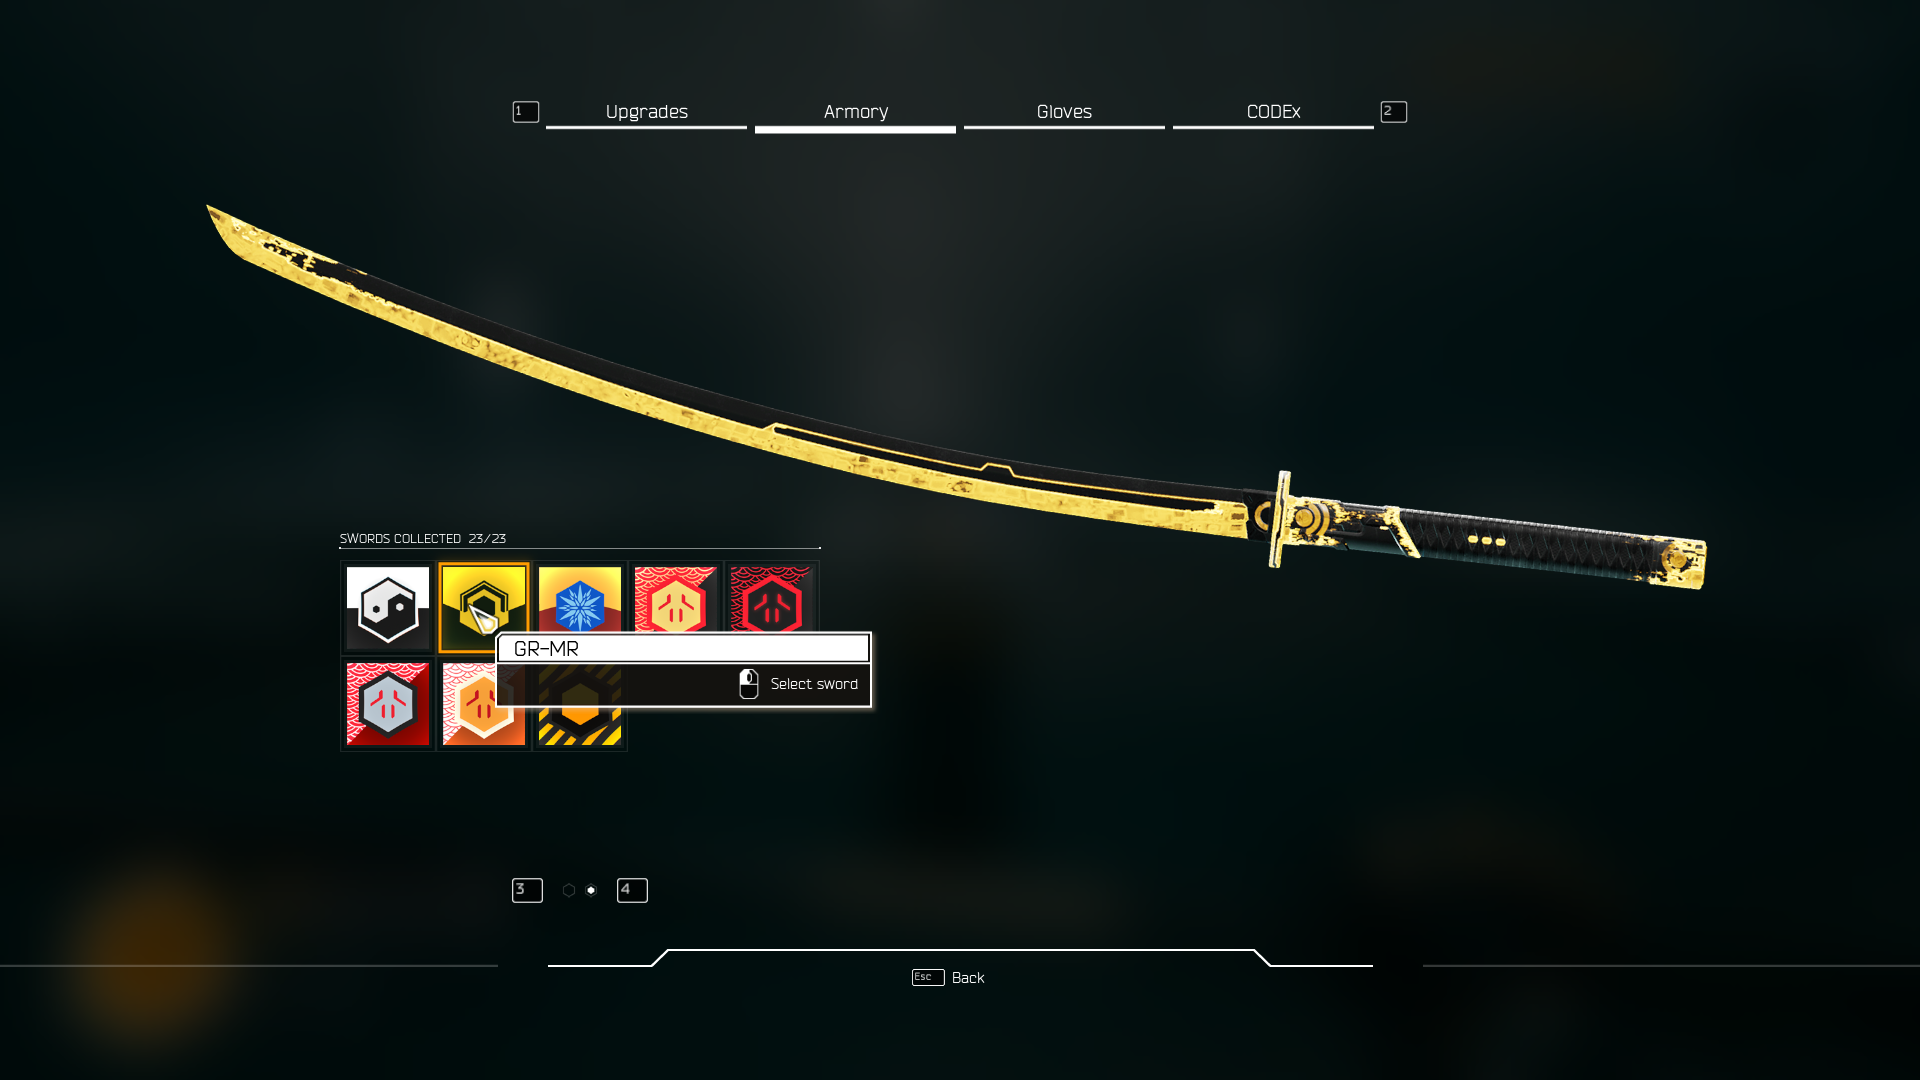 1
Upgrades
Armory
Gloves
CODEx
2
SWORDS COLLECTED 23/23
GR-MR
Select sword
3
4
Esc
Back